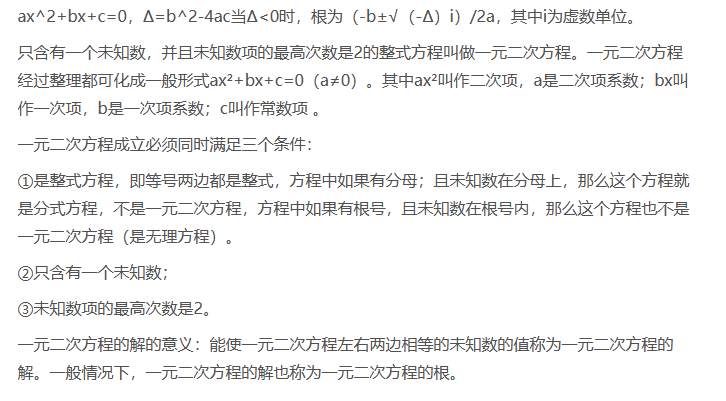 ax^2+bx+c=0，Δ=b^2-4ac当Δ<0时，根为（-b±√（-Δ）i）/2a，其中i为虚数单位。
只含有一个未知数，并且未知数项的最高次数是2的整式方程叫做一元二次方程。一元二次方程
经过整理都可化成一般形式ax²+bx+c=0（a≠0）。其中ax²叫作二次项，a是二次项系数；bx叫
作一次项，b是一次项系数；c叫作常数项 。
一元二次方程成立必须同时满足三个条件：
①是整式方程，即等号两边都是整式，方程中如果有分母；且未知数在分母上，那么这个方程就
是分式方程，不是一元二次方程，方程中如果有根号，且未知数在根号内，那么这个方程也不是
一元二次方程（是无理方程）。
②只含有一个未知数；
③未知数项的最高次数是2。
一元二次方程的解的意义：能使一元二次方程左右两边相等的未知数的值称为一元二次方程的
解。一般情况下，一元二次方程的解也称为一元二次方程的根。